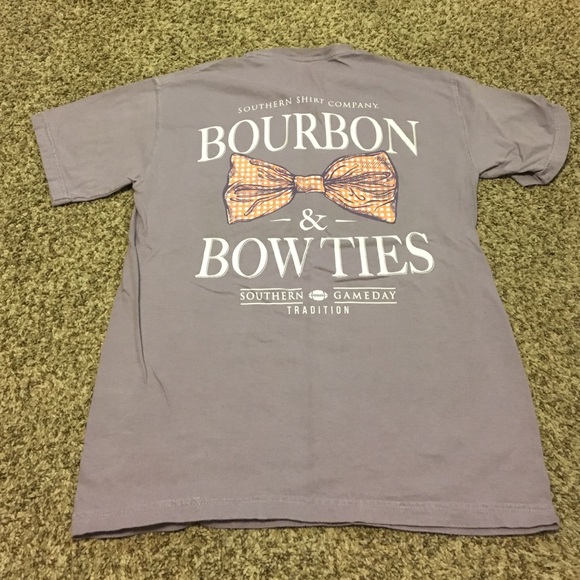 SOUTHERN SHIRT COMPANY.
BOURBON
&
BOW TIES
SOUTHERN GAMEDAY
TRADITION